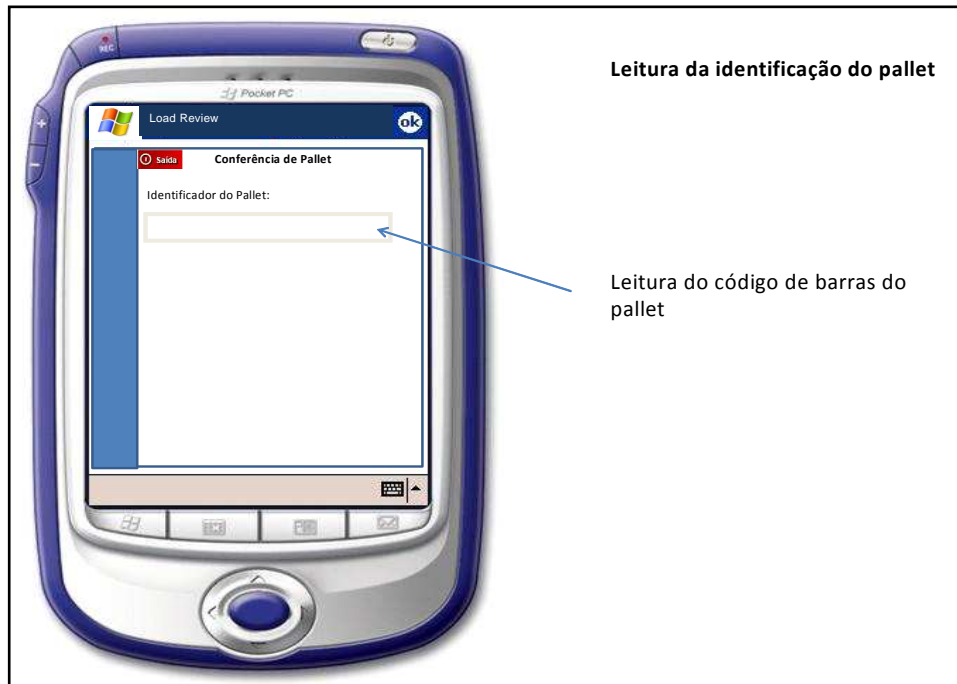 Leitura da identificação do pallet
REC
Pocket PC
Load Review
ok
Saída
Conferência de Pallet
Identificador do Pallet:
Leitura do código de barras do
pallet